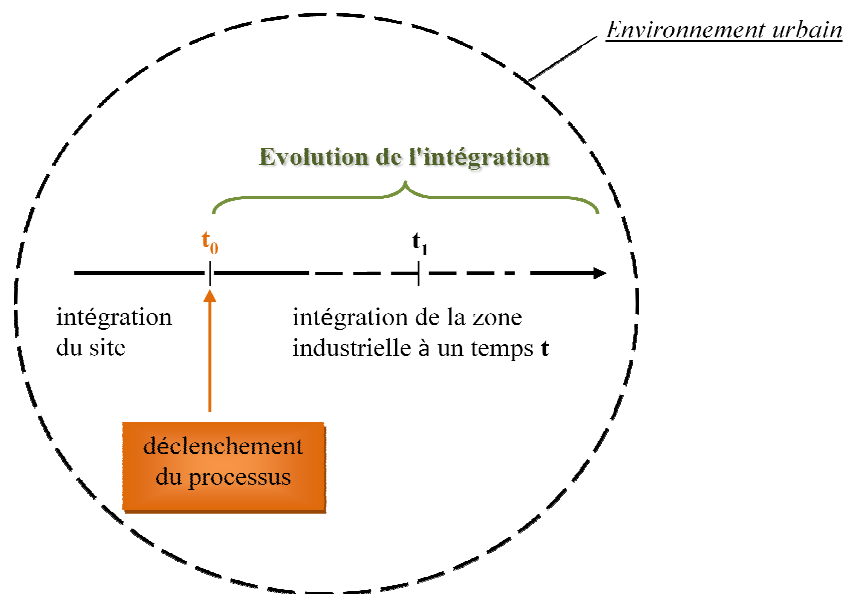 Environnement urbain
Evolution de l'intégration
t0
t1
intégration
du site
intégration de la zone
industrielle à un temps t
déclenchement
du processus